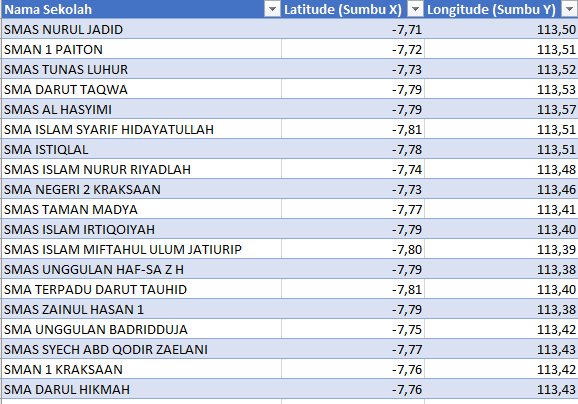 Nama Sekolah Latitude (Sumbu X) Longitude (Sumbu Y)
SMAS NURUL JADID -7,71 113,50
SMAN 1 PAITON -7,72 113,51
SMAS TUNAS LUHUR -7,73 113,52
SMA DARUT TAQWA -7,79 113,53
SMAS AL HASYIMI -7,79 113,57
SMA ISLAM SYARIF HIDAYATULLAH -7,81 113,51
SMA ISTIQLAL -7,78 113,51
SMAS ISLAM NURUR RIYADLAH -7,74 113,48
SMA NEGERI 2 KRAKSAAN -7,73 113,46
SMAS TAMAN MADYA -7,77 113,41
SMAS ISLAM IRTIQOIYAH -7,79 113,40
SMAS ISLAM MIFTAHUL ULUM JATIURIP -7,80 113,39
SMAS UNGGULAN HAF-SA Z H -7,79 113,38
SMA TERPADU DARUT TAUHID -7,81 113,40
SMAS ZAINUL HASAN 1 -7,79 113,38
SMA UNGGULAN BADRIDDUJA -7,75 113,42
SMAS SYECH ABD QODIR ZAELANI -7,77 113,43
SMAN 1 KRAKSAAN -7,76 113,42
SMA DARUL HIKMAH -7,76 113,43